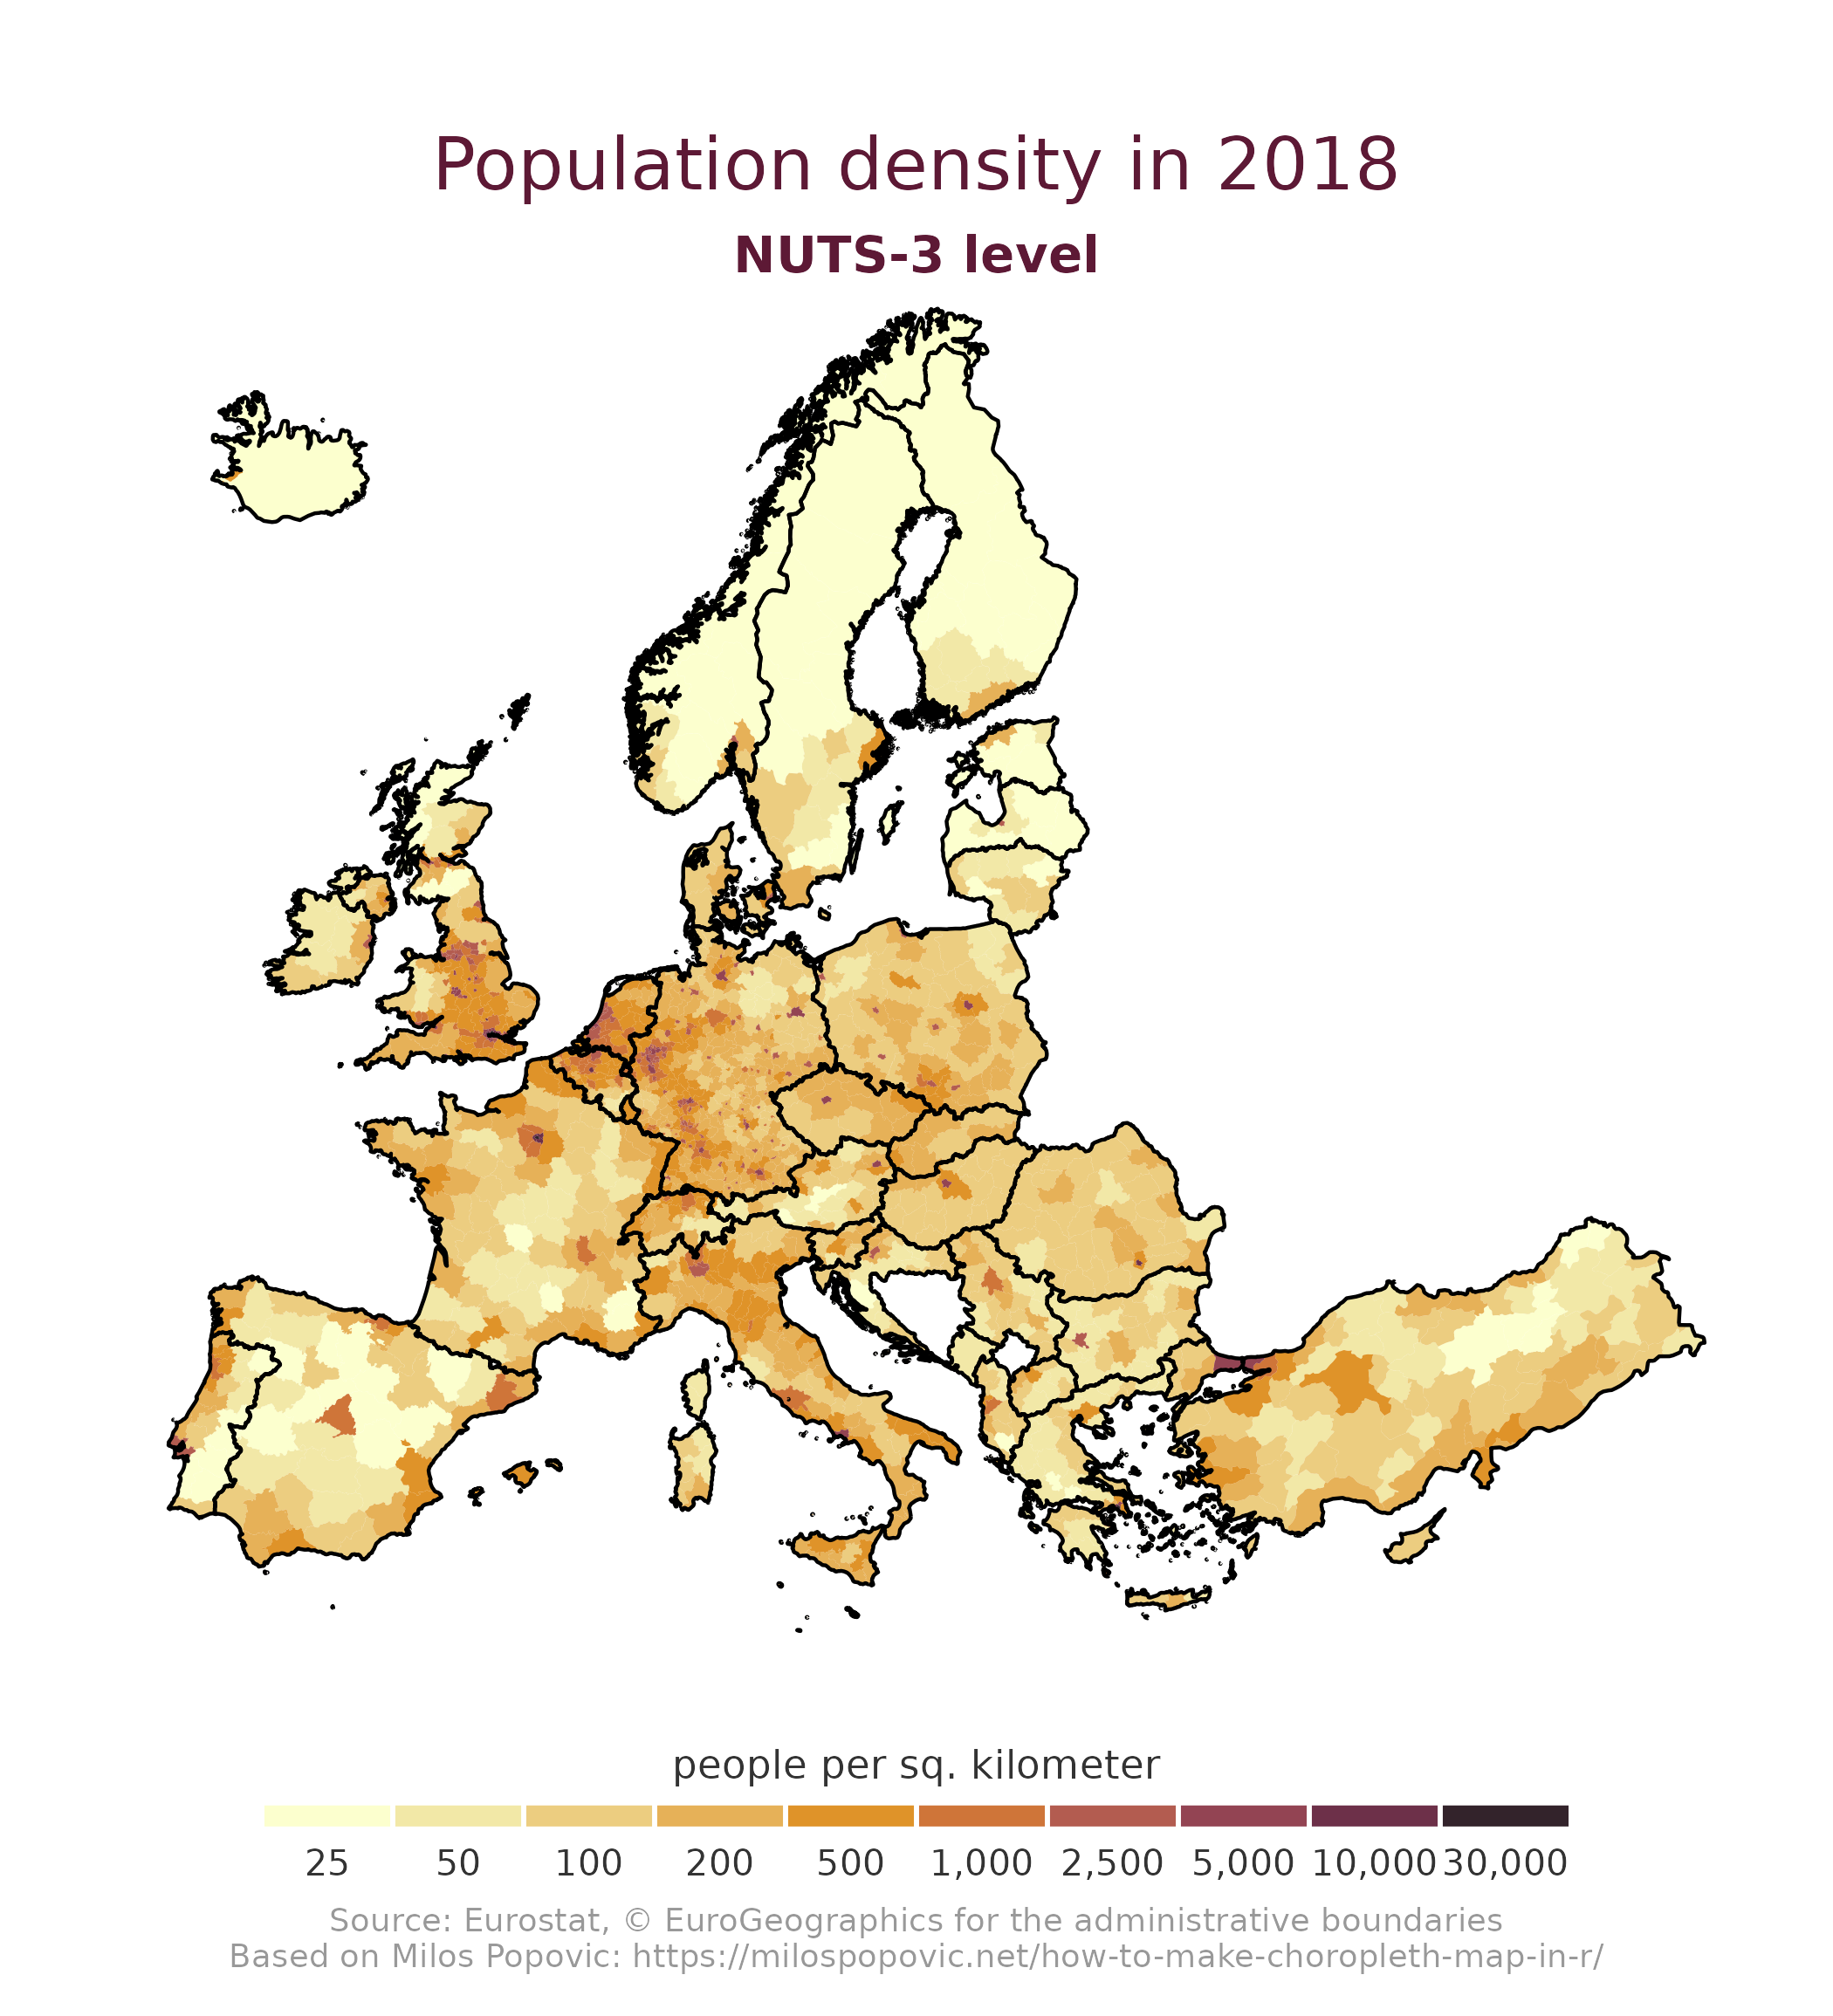 Population density in 2018
NUTS-3 level
people per sq. kilometer
25 50 100 200 500 1,000 2,500 5,000 10,000 30,000
Source: Eurostat, © EuroGeographics for the administrative boundaries
Based on Milos Popovic: https://milospopovic.net/how-to-make-choropleth-map-in-r/